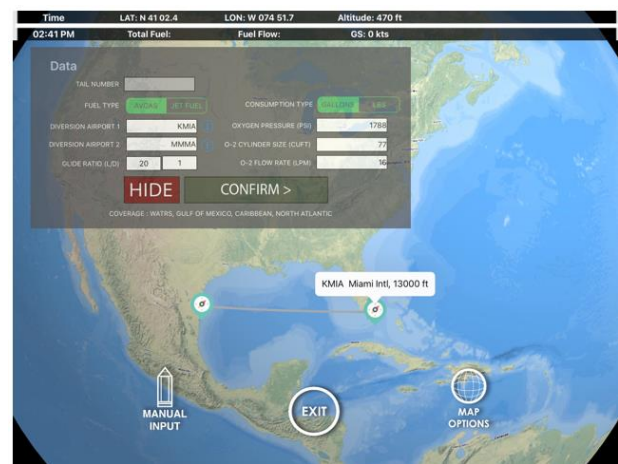 Time LAT: N 41 02.4 LON: W 074 51.7 Altitude: 470 ft
02:41 PM Total Fuel: Fuel Flow: GS: 0 kts
Data
TAIL NUMBER
FUEL TYPE AVGAS JET FUEL CONSUMPTION TYPE GALLONS LBS
DIVERSION AIRPORT 1 KMIA OXYGEN PRESSURE (PSI) 1788
DIVERSION AIRPORT 2 MMMA O-2 CYLINDER SIZE (CUFT) 77
GLIDE RATIO (L/D) 20 1 O-2 FLOW RATE (LPM) 16
HIDE CONFIRM >
COVERAGE : WATRS, GULF OF MEXICO, CARIBBEAN, NORTH ATLANTIC
KMIA Miami Intl, 13000 ft
MANUAL INPUT
EXIT
MAP OPTIONS